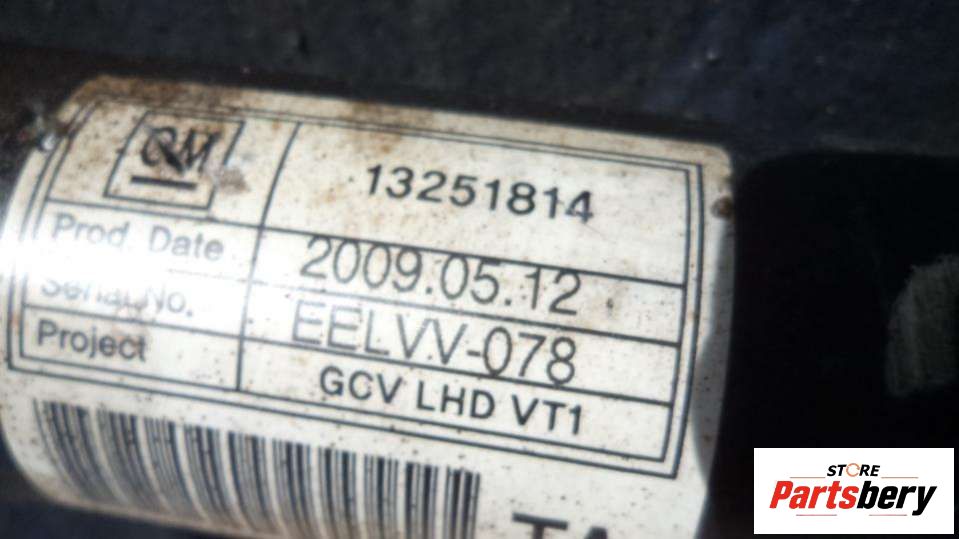 GM 13251814
Prod. Date 2009.05.12
Serial No. EELVV-078
Project GCV LHD VT1
STORE
Partsbery